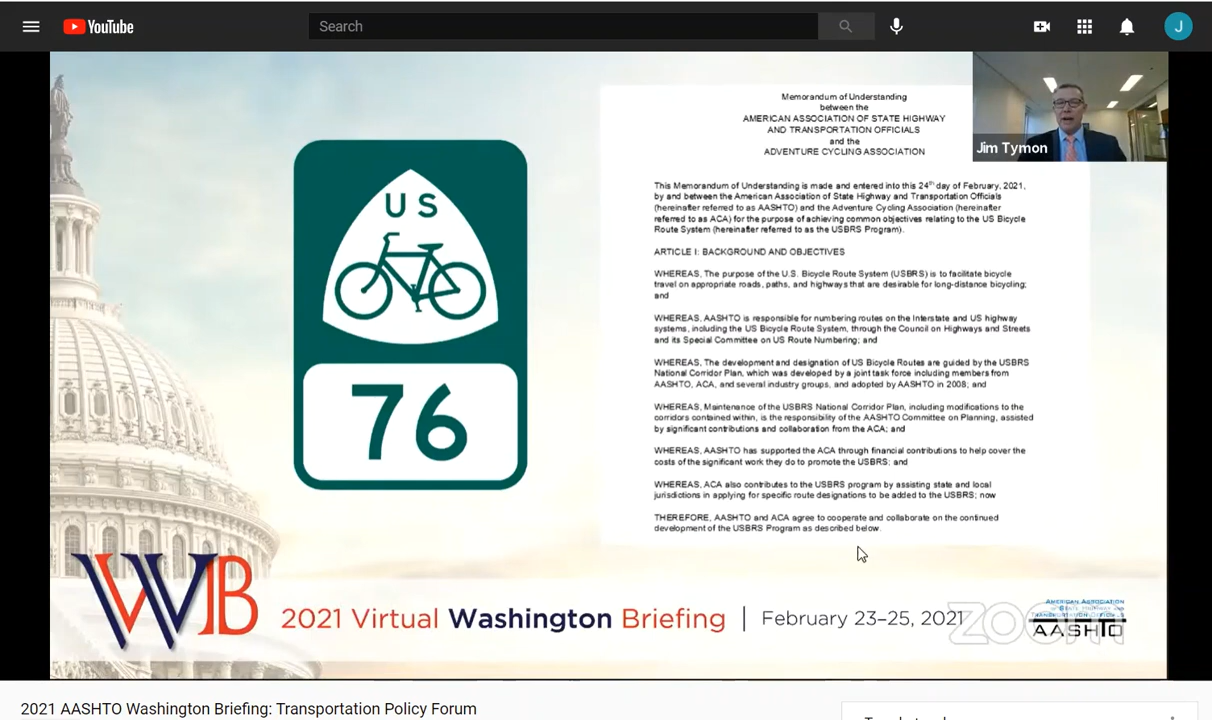 YouTube
Search
J
Memorandum of Understanding
between the
AMERICAN ASSOCIATION OF STATE HIGHWAY
AND TRANSPORTATION OFFICIALS
and the
ADVENTURE CYCLING ASSOCIATION
Jim Tymon
This Memorandum of Understanding is made and entered into this 24th day of February, 2021,
by and between the American Association of State Highway and Transportation Officials
(hereinafter referred to as AASHTO) and the Adventure Cycling Association (hereinafter
referred to as ACA) for the purpose of achieving common objectives relating to the US Bicycle
Route System (hereinafter referred to as the USBRS Program).
ARTICLE I: BACKGROUND AND OBJECTIVES
WHEREAS, The purpose of the U.S. Bicycle Route System (USBRS) is to facilitate bicycle
travel on appropriate roads, paths, and highways that are desirable for long-distance bicycling;
and
WHEREAS, AASHTO is responsible for numbering routes on the Interstate and US highway
systems, including the US Bicycle Route System, through the Council on Highways and Streets
and its Special Committee on US Route Numbering; and
WHEREAS, The development and designation of US Bicycle Routes are guided by the USBRS
National Corridor Plan, which was developed by a joint task force including members from
AASHTO, ACA, and several industry groups, and adopted by AASHTO in 2008; and
WHEREAS, Maintenance of the USBRS National Corridor Plan, including modifications to the
corridors contained within, is the responsibility of the AASHTO Committee on Planning, assisted
by significant contributions and collaboration from the ACA; and
WHEREAS, AASHTO has supported the ACA through financial contributions to help cover the
costs of the significant work they do to promote the USBRS; and
WHEREAS, ACA also contributes to the USBRS program by assisting state and local
jurisdictions in applying for specific route designations to be added to the USBRS; now
THEREFORE, AASHTO and ACA agree to cooperate and collaborate on the continued
development of the USBRS Program as described below.
US
76
WB
2021 Virtual Washington Briefing | February 23-25, 2021
zoom
AMERICAN ASSOCIATION
OF STATE HIGHWAY AND
TRANSPORTATION OFFICIALS
AASHTO
2021 AASHTO Washington Briefing: Transportation Policy Forum